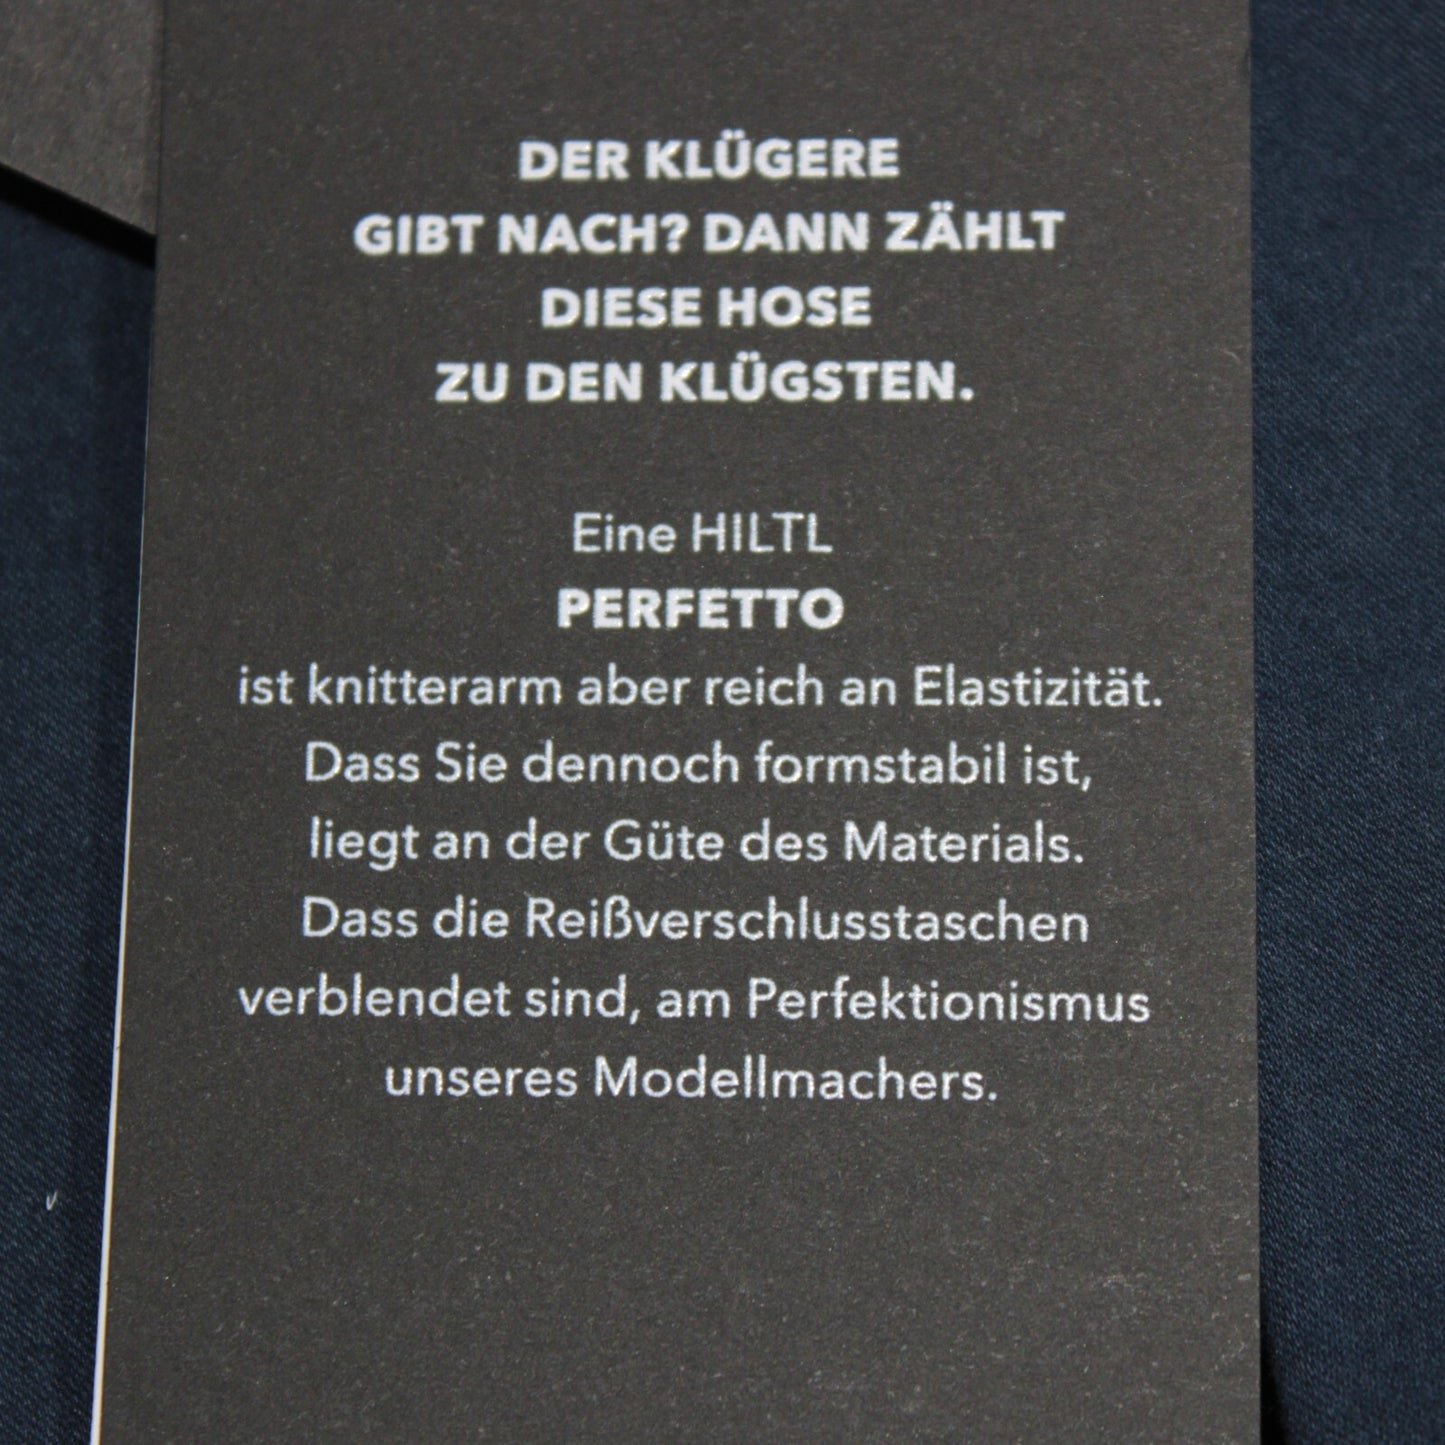 DER KLÜGERE
GIBT NACH? DANN ZÄHLT
DIESE HOSE
ZU DEN KLÜGSTEN.
Eine HILTL
PERFETTO
ist knitterarm aber reich an Elastizität.
Dass Sie dennoch formstabil ist,
liegt an der Güte des Materials.
Dass die Reißverschlusstaschen
verblendet sind, am Perfektionismus
unseres Modellmachers.